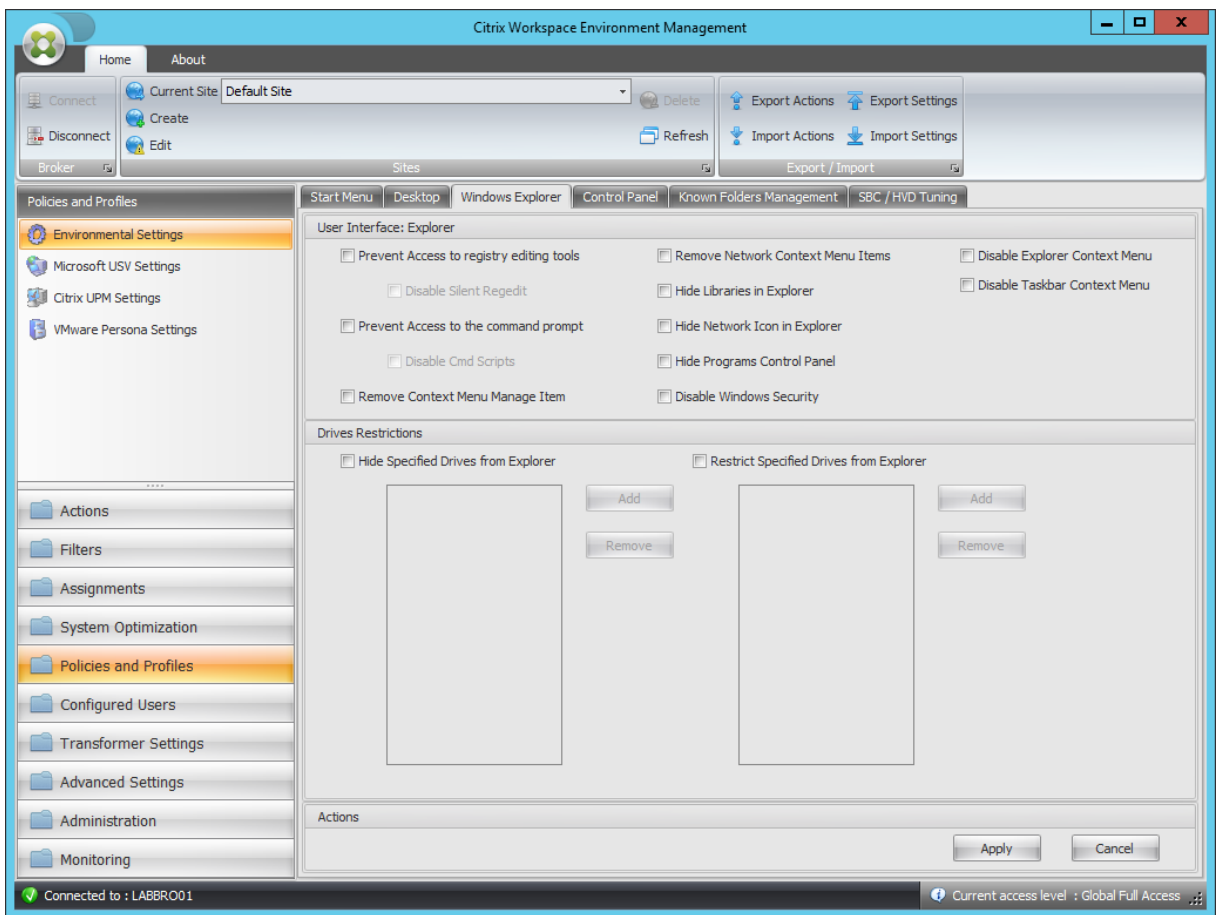 Citrix Workspace Environment Management
Home About
Connect
Disconnect
Broker
Current Site Default Site
Create
Edit
Delete
Refresh
Sites
Export Actions Export Settings
Import Actions Import Settings
Export / Import
Policies and Profiles
Environmental Settings
Microsoft USV Settings
Citrix UPM Settings
VMware Persona Settings
Actions
Filters
Assignments
System Optimization
Policies and Profiles
Configured Users
Transformer Settings
Advanced Settings
Administration
Monitoring
Start Menu Desktop Windows Explorer Control Panel Known Folders Management SBC / HVD Tuning
User Interface: Explorer
Prevent Access to registry editing tools
Disable Silent Regedit
Prevent Access to the command prompt
Disable Cmd Scripts
Remove Context Menu Manage Item
Remove Network Context Menu Items
Hide Libraries in Explorer
Hide Network Icon in Explorer
Hide Programs Control Panel
Disable Windows Security
Disable Explorer Context Menu
Disable Taskbar Context Menu
Drives Restrictions
Hide Specified Drives from Explorer
Add
Remove
Restrict Specified Drives from Explorer
Add
Remove
Actions
Apply Cancel
Connected to : LABBRO01
Current access level : Global Full Access